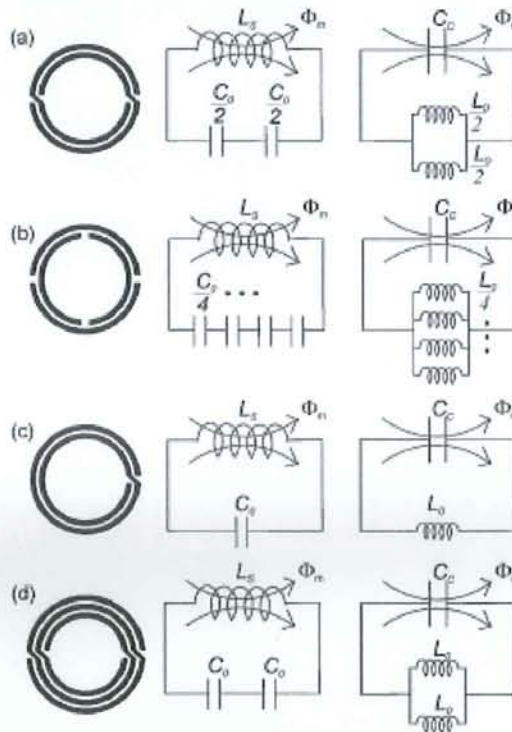 (a)
L_s Φ_m
C_o/2 C_o/2
C_c Φ
L_o/2
L_o/2
(b)
L_s Φ_m
C_o/4 • • •
C_c Φ
L_o/4
(c)
L_s Φ_m
C_o
C_c Φ
L_o
(d)
L_s Φ_m
C_o C_o
C_c Φ
L_o
L_o